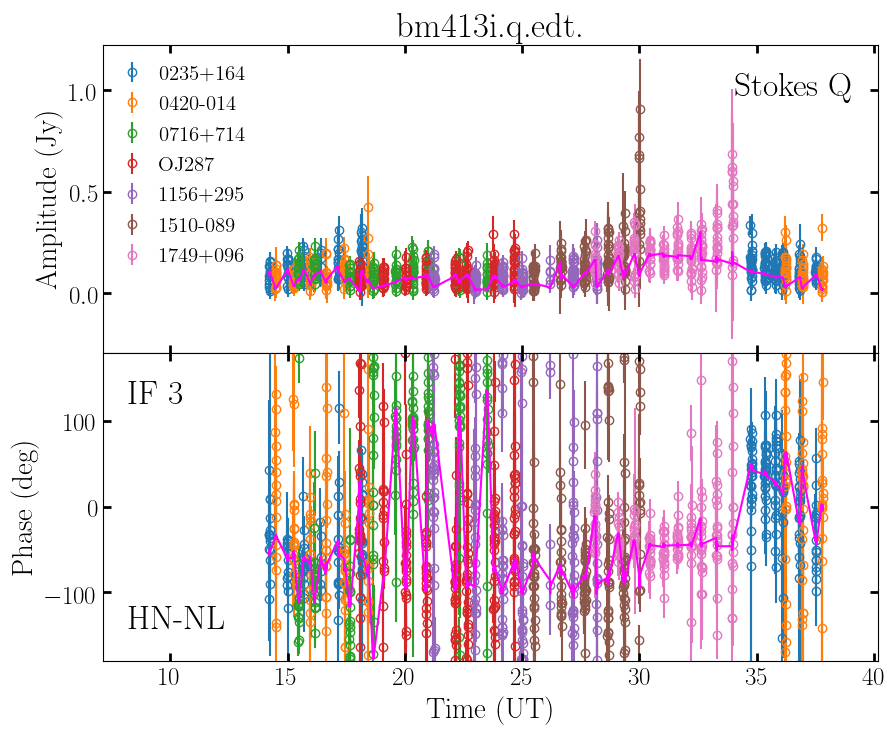 bm413i.q.edt.
Stokes Q
0235+164
0420-014
0716+714
OJ287
1156+295
1510-089
1749+096
Amplitude (Jy)
1.0
0.5
0.0
IF 3
HN-NL
Phase (deg)
100
0
−100
10 15 20 25 30 35 40
Time (UT)